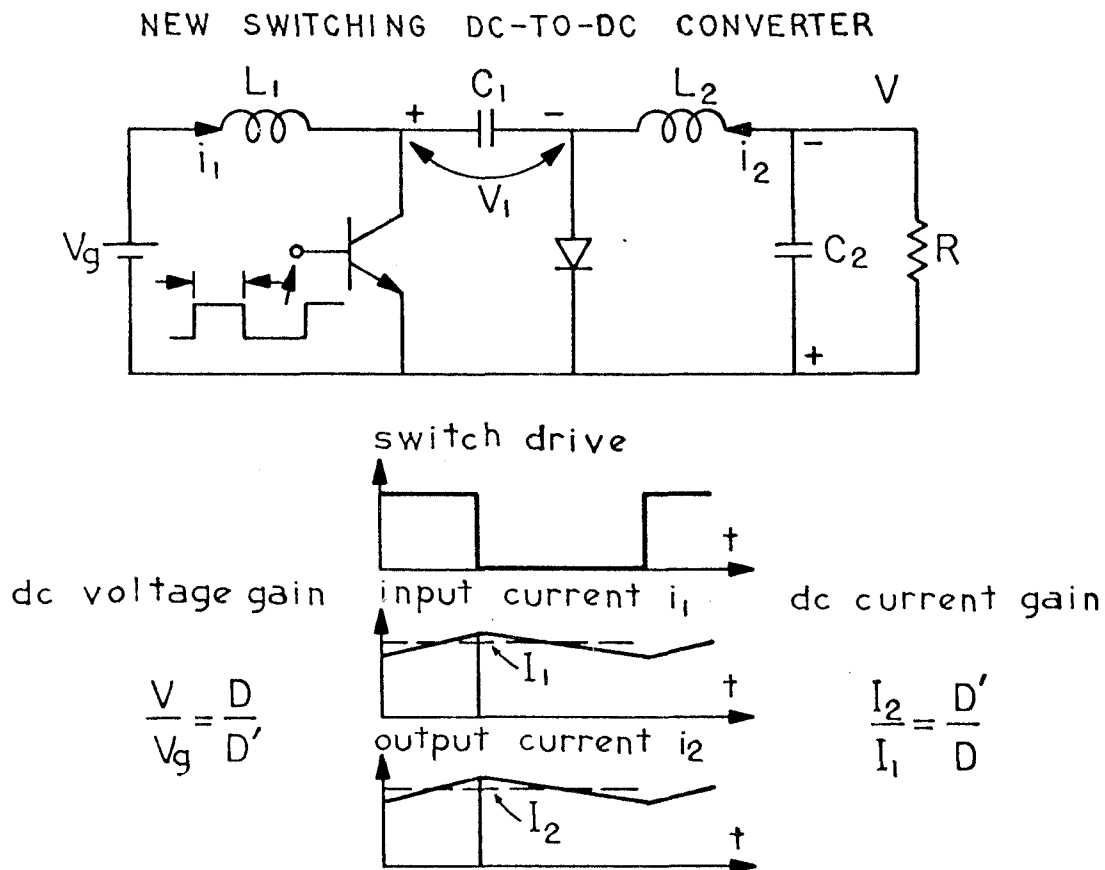 NEW SWITCHING DC-TO-DC CONVERTER
L₁
C₁
L₂
V
+
−
i₁
V₁
i₂
−
Vg
C₂
R
+
switch drive
t
dc voltage gain
input current i₁
dc current gain
I₁
t
V/Vg = D/D'
I₂/I₁ = D'/D
output current i₂
I₂
t